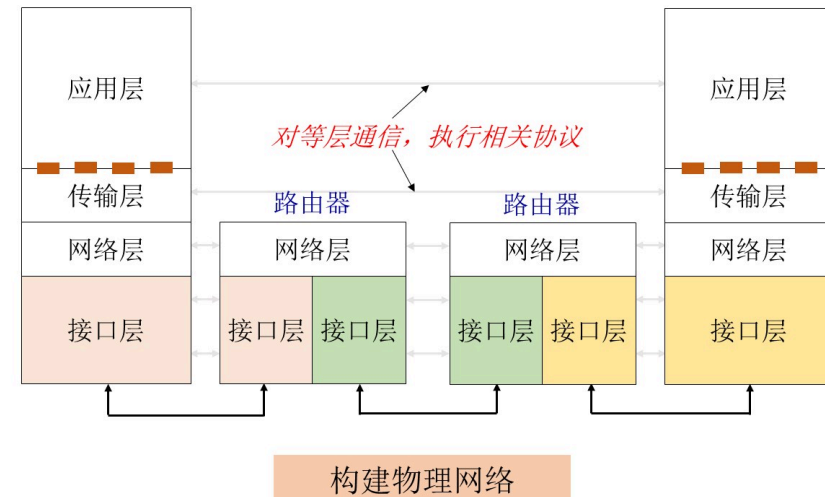 应用层
应用层
对等层通信，执行相关协议
传输层
传输层
路由器
路由器
网络层
网络层
网络层
网络层
接口层
接口层
接口层
接口层
接口层
接口层
构建物理网络